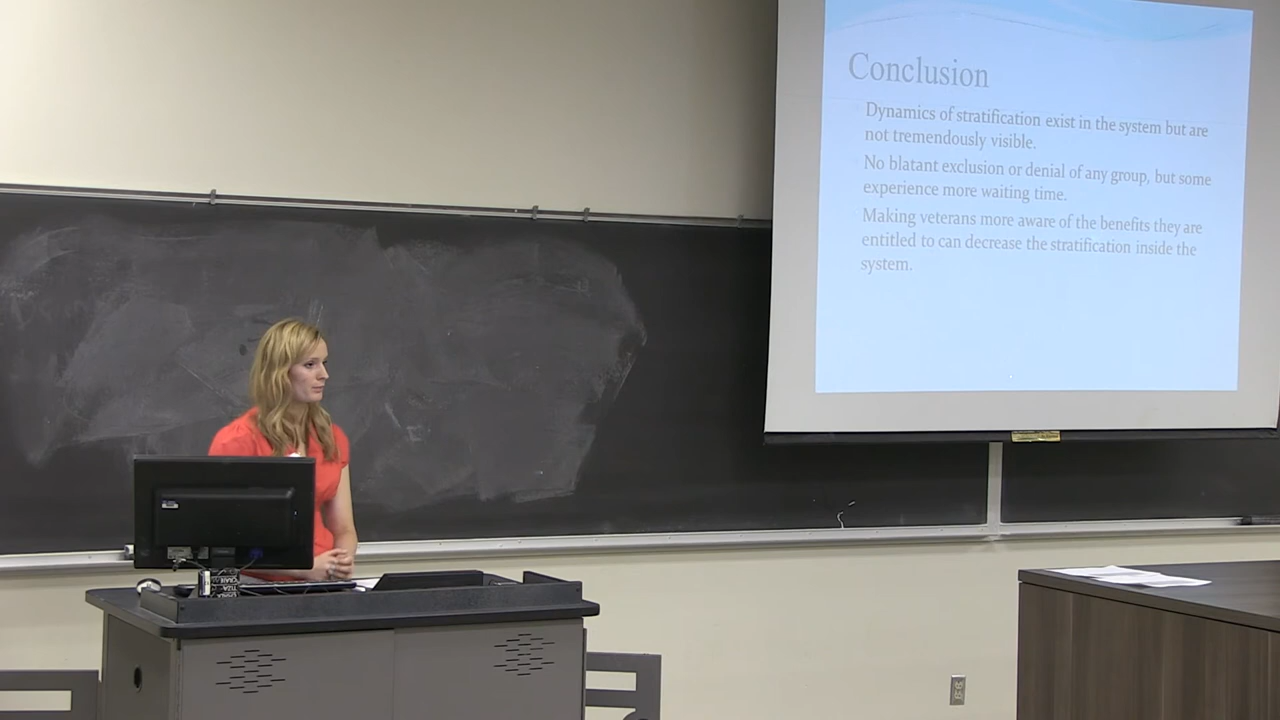 Conclusion
Dynamics of stratification exist in the system but are
not tremendously visible.
No blatant exclusion or denial of any group, but some
experience more waiting time.
Making veterans more aware of the benefits they are
entitled to can decrease the stratification inside the
system.